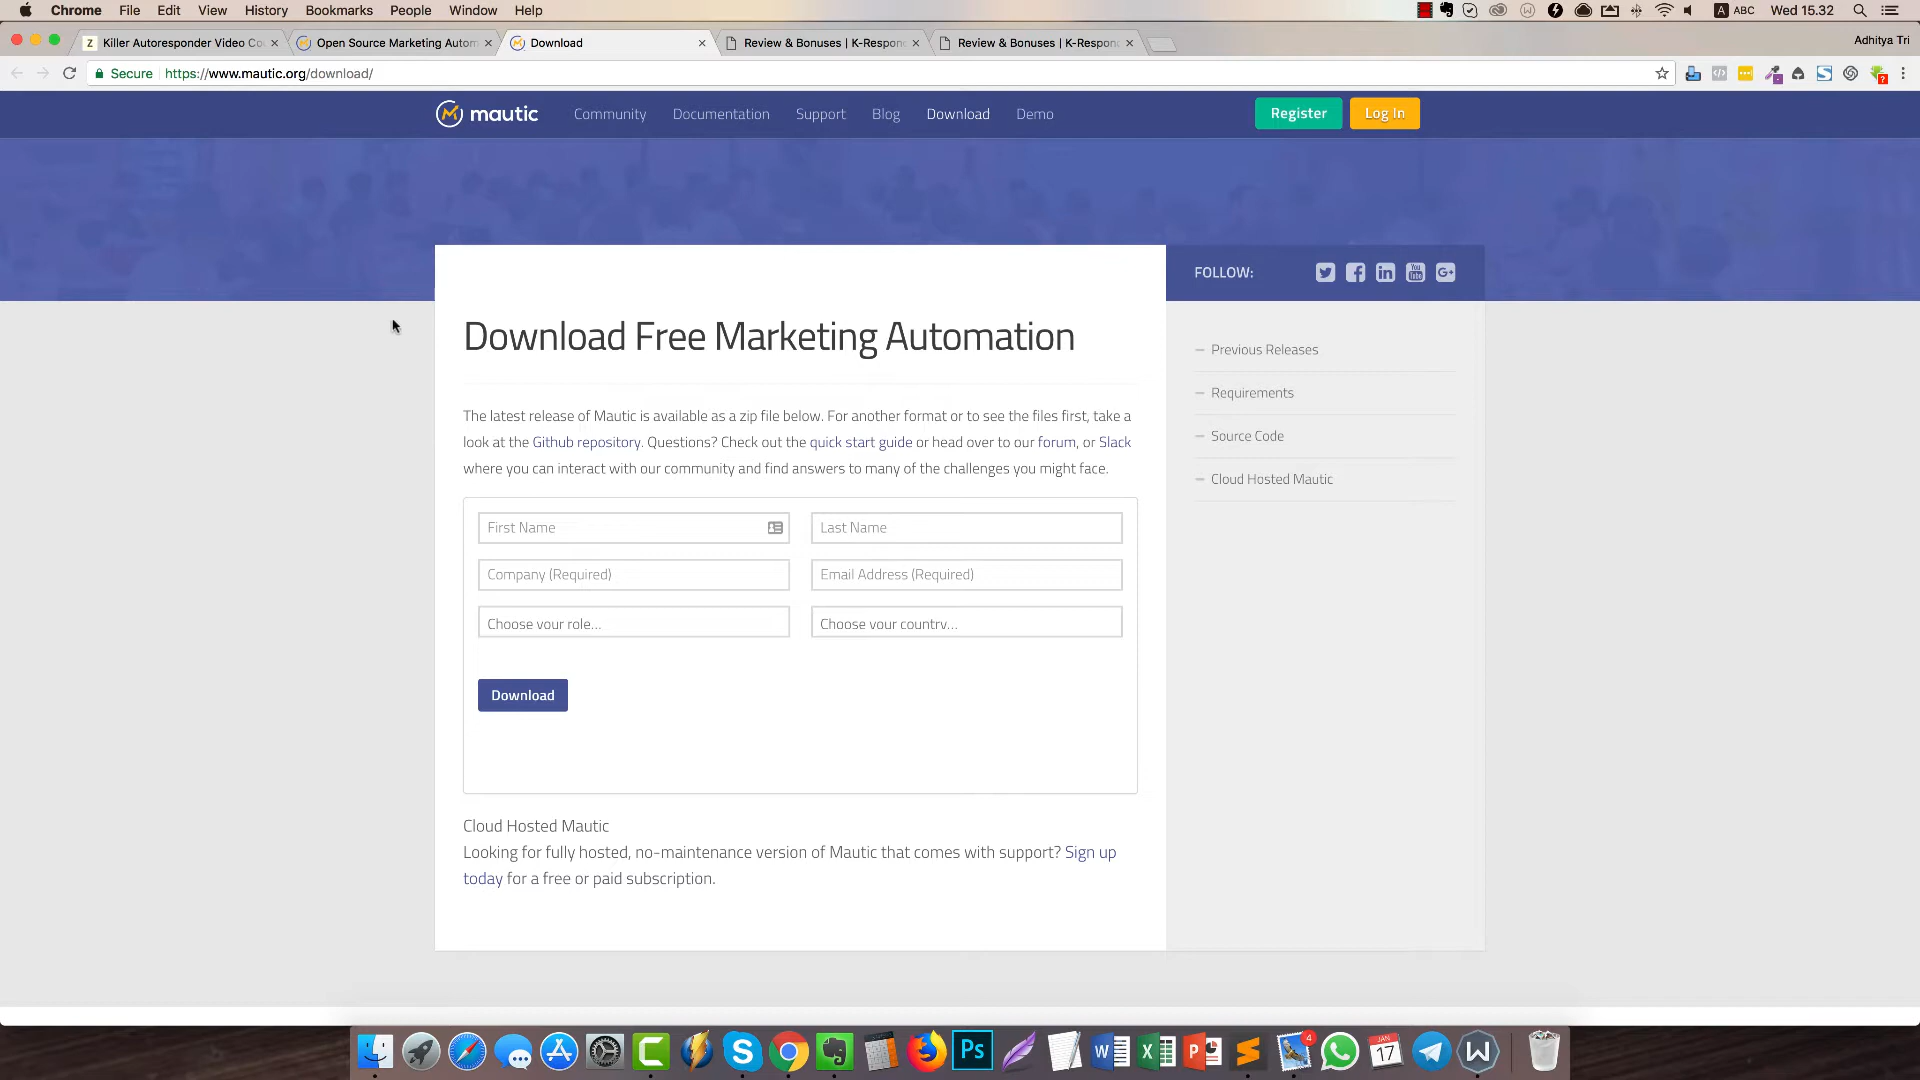 Chrome File Edit View History Bookmarks People Window Help A ABC Wed 15.32
Killer Autoresponder Video Co Open Source Marketing Autom Download Review & Bonuses | K-Respon Review & Bonuses | K-Respon Adhitya Tri
Secure https://www.mautic.org/download/
mautic Community Documentation Support Blog Download Demo Register Log In
FOLLOW:
Download Free Marketing Automation
Previous Releases
Requirements
Source Code
Cloud Hosted Mautic
The latest release of Mautic is available as a zip file below. For another format or to see the files first, take a
look at the Github repository. Questions? Check out the quick start guide or head over to our forum, or Slack
where you can interact with our community and find answers to many of the challenges you might face.
First Name Last Name
Company (Required) Email Address (Required)
Choose your role... Choose your country...
Download
Cloud Hosted Mautic
Looking for fully hosted, no-maintenance version of Mautic that comes with support? Sign up
today for a free or paid subscription.
Ps W X P 4 JAN 17 W